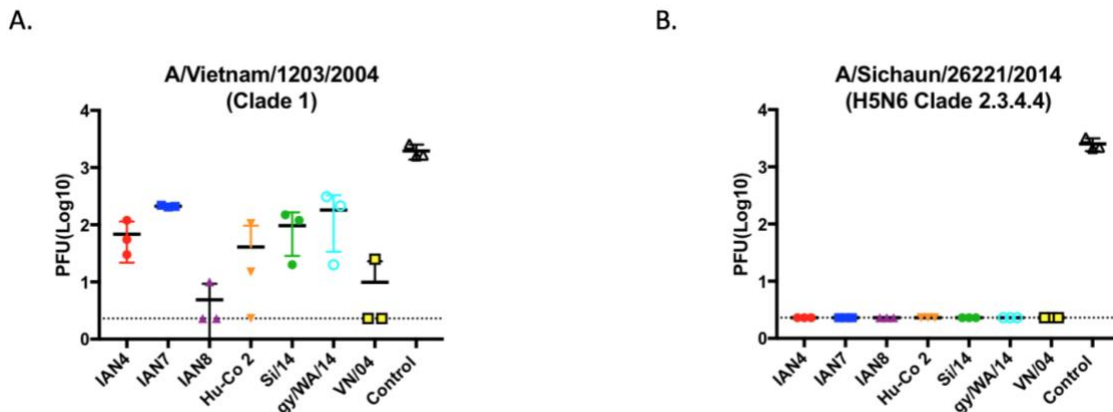 A.
A/Vietnam/1203/2004
(Clade 1)
PFU(Log10)
4
3
2
1
0
IAN4
IAN7
IAN8
Hu-Co 2
Si/14
gy/WA/14
VN/04
Control
B.
A/Sichaun/26221/2014
(H5N6 Clade 2.3.4.4)
PFU(Log10)
4
3
2
1
0
IAN4
IAN7
IAN8
Hu-Co 2
Si/14
gy/WA/14
VN/04
Control